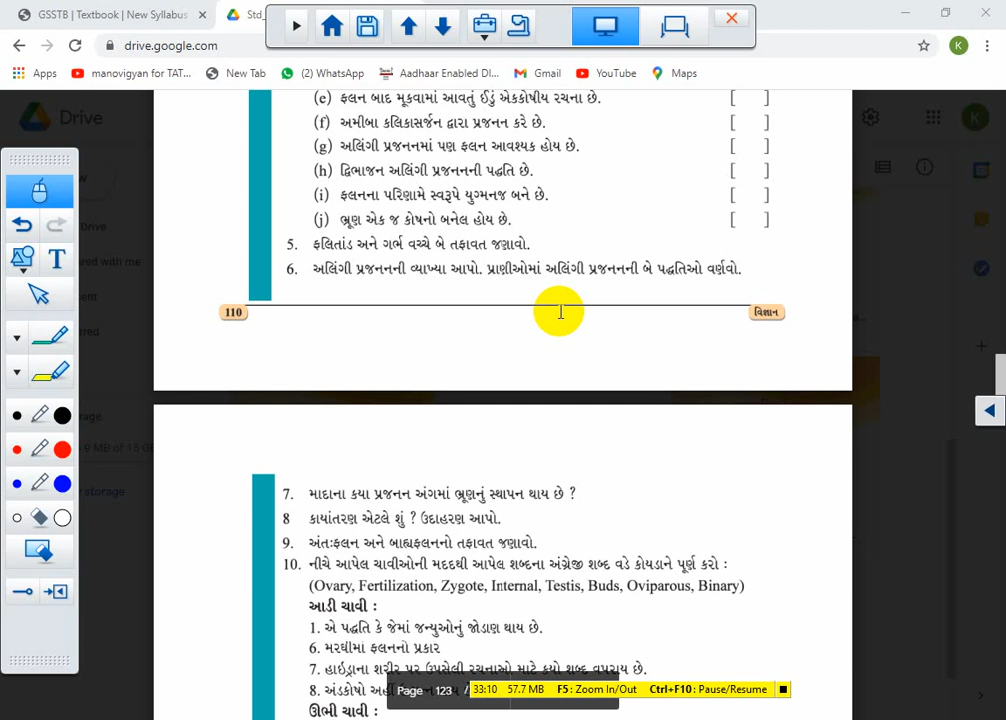 GSSTB | Textbook | New Syllabus
Std_
drive.google.com
Apps
manovigyan for TAT...
New Tab
(2) WhatsApp
Aadhaar Enabled DI...
Gmail
YouTube
Maps
Drive
(e) ફલન બાદ મૂકવામાં આવતું ઈંડું એકકોષીય રચના છે. [ ]
(f) અમીબા કલિકાસર્જન દ્વારા પ્રજનન કરે છે. [ ]
(g) અલિંગી પ્રજનનમાં પણ ફલન આવશ્યક હોય છે. [ ]
(h) દ્વિભાજન અલિંગી પ્રજનનની પદ્ધતિ છે. [ ]
(i) ફલનના પરિણામે સ્વરૂપે યુગ્મનજ બને છે. [ ]
(j) ભ્રૂણ એક જ કોષનો બનેલ હોય છે. [ ]
5. ફલિતાંડ અને ગર્ભ વચ્ચે બે તફાવત જણાવો.
6. અલિંગી પ્રજનનની વ્યાખ્યા આપો. પ્રાણીઓમાં અલિંગી પ્રજનનની બે પદ્ધતિઓ વર્ણવો.
110
વિજ્ઞાન
7. માદાના કયા પ્રજનન અંગમાં ભ્રૂણનું સ્થાપન થાય છે ?
8 કાયાંતરણ એટલે શું ? ઉદાહરણ આપો.
9. અંતઃફલન અને બાહ્યફલનનો તફાવત જણાવો.
10. નીચે આપેલ ચાવીઓની મદદથી આપેલ શબ્દના અંગ્રેજી શબ્દ વડે કોયડાને પૂર્ણ કરો :
(Ovary, Fertilization, Zygote, Internal, Testis, Buds, Oviparous, Binary)
આડી ચાવી :
1. એ પદ્ધતિ કે જેમાં જન્યુઓનું જોડાણ થાય છે.
6. મરઘીમાં ફલનનો પ્રકાર
7. હાઇડ્રાના શરીર પર ઉપસેલી રચનાઓ માટે કયો શબ્દ વપરાય છે.
8. અંડકોષો અહીં
ઊભી ચાવી :
Page 123 /
33:10 57.7 MB F5: Zoom In/Out Ctrl+F10: Pause/Resume
T
K
K